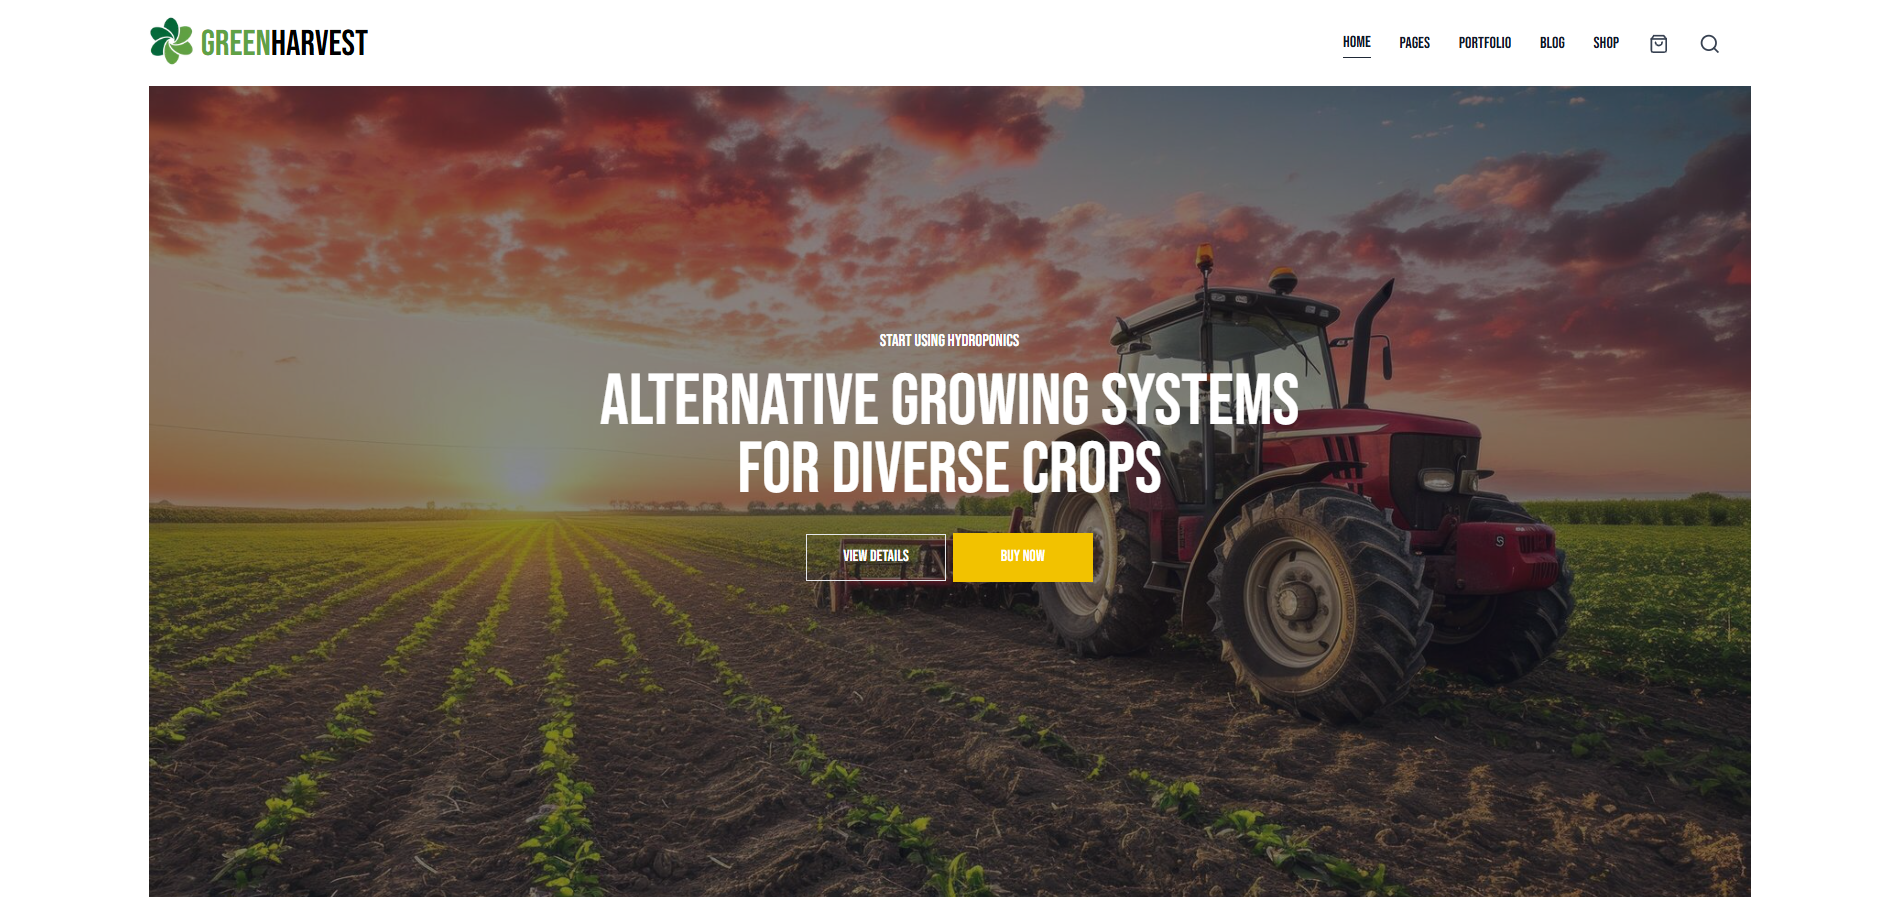 GREENHARVEST
HOME PAGES PORTFOLIO BLOG SHOP
START USING HYDROPONICS
ALTERNATIVE GROWING SYSTEMS
FOR DIVERSE CROPS
VIEW DETAILS BUY NOW